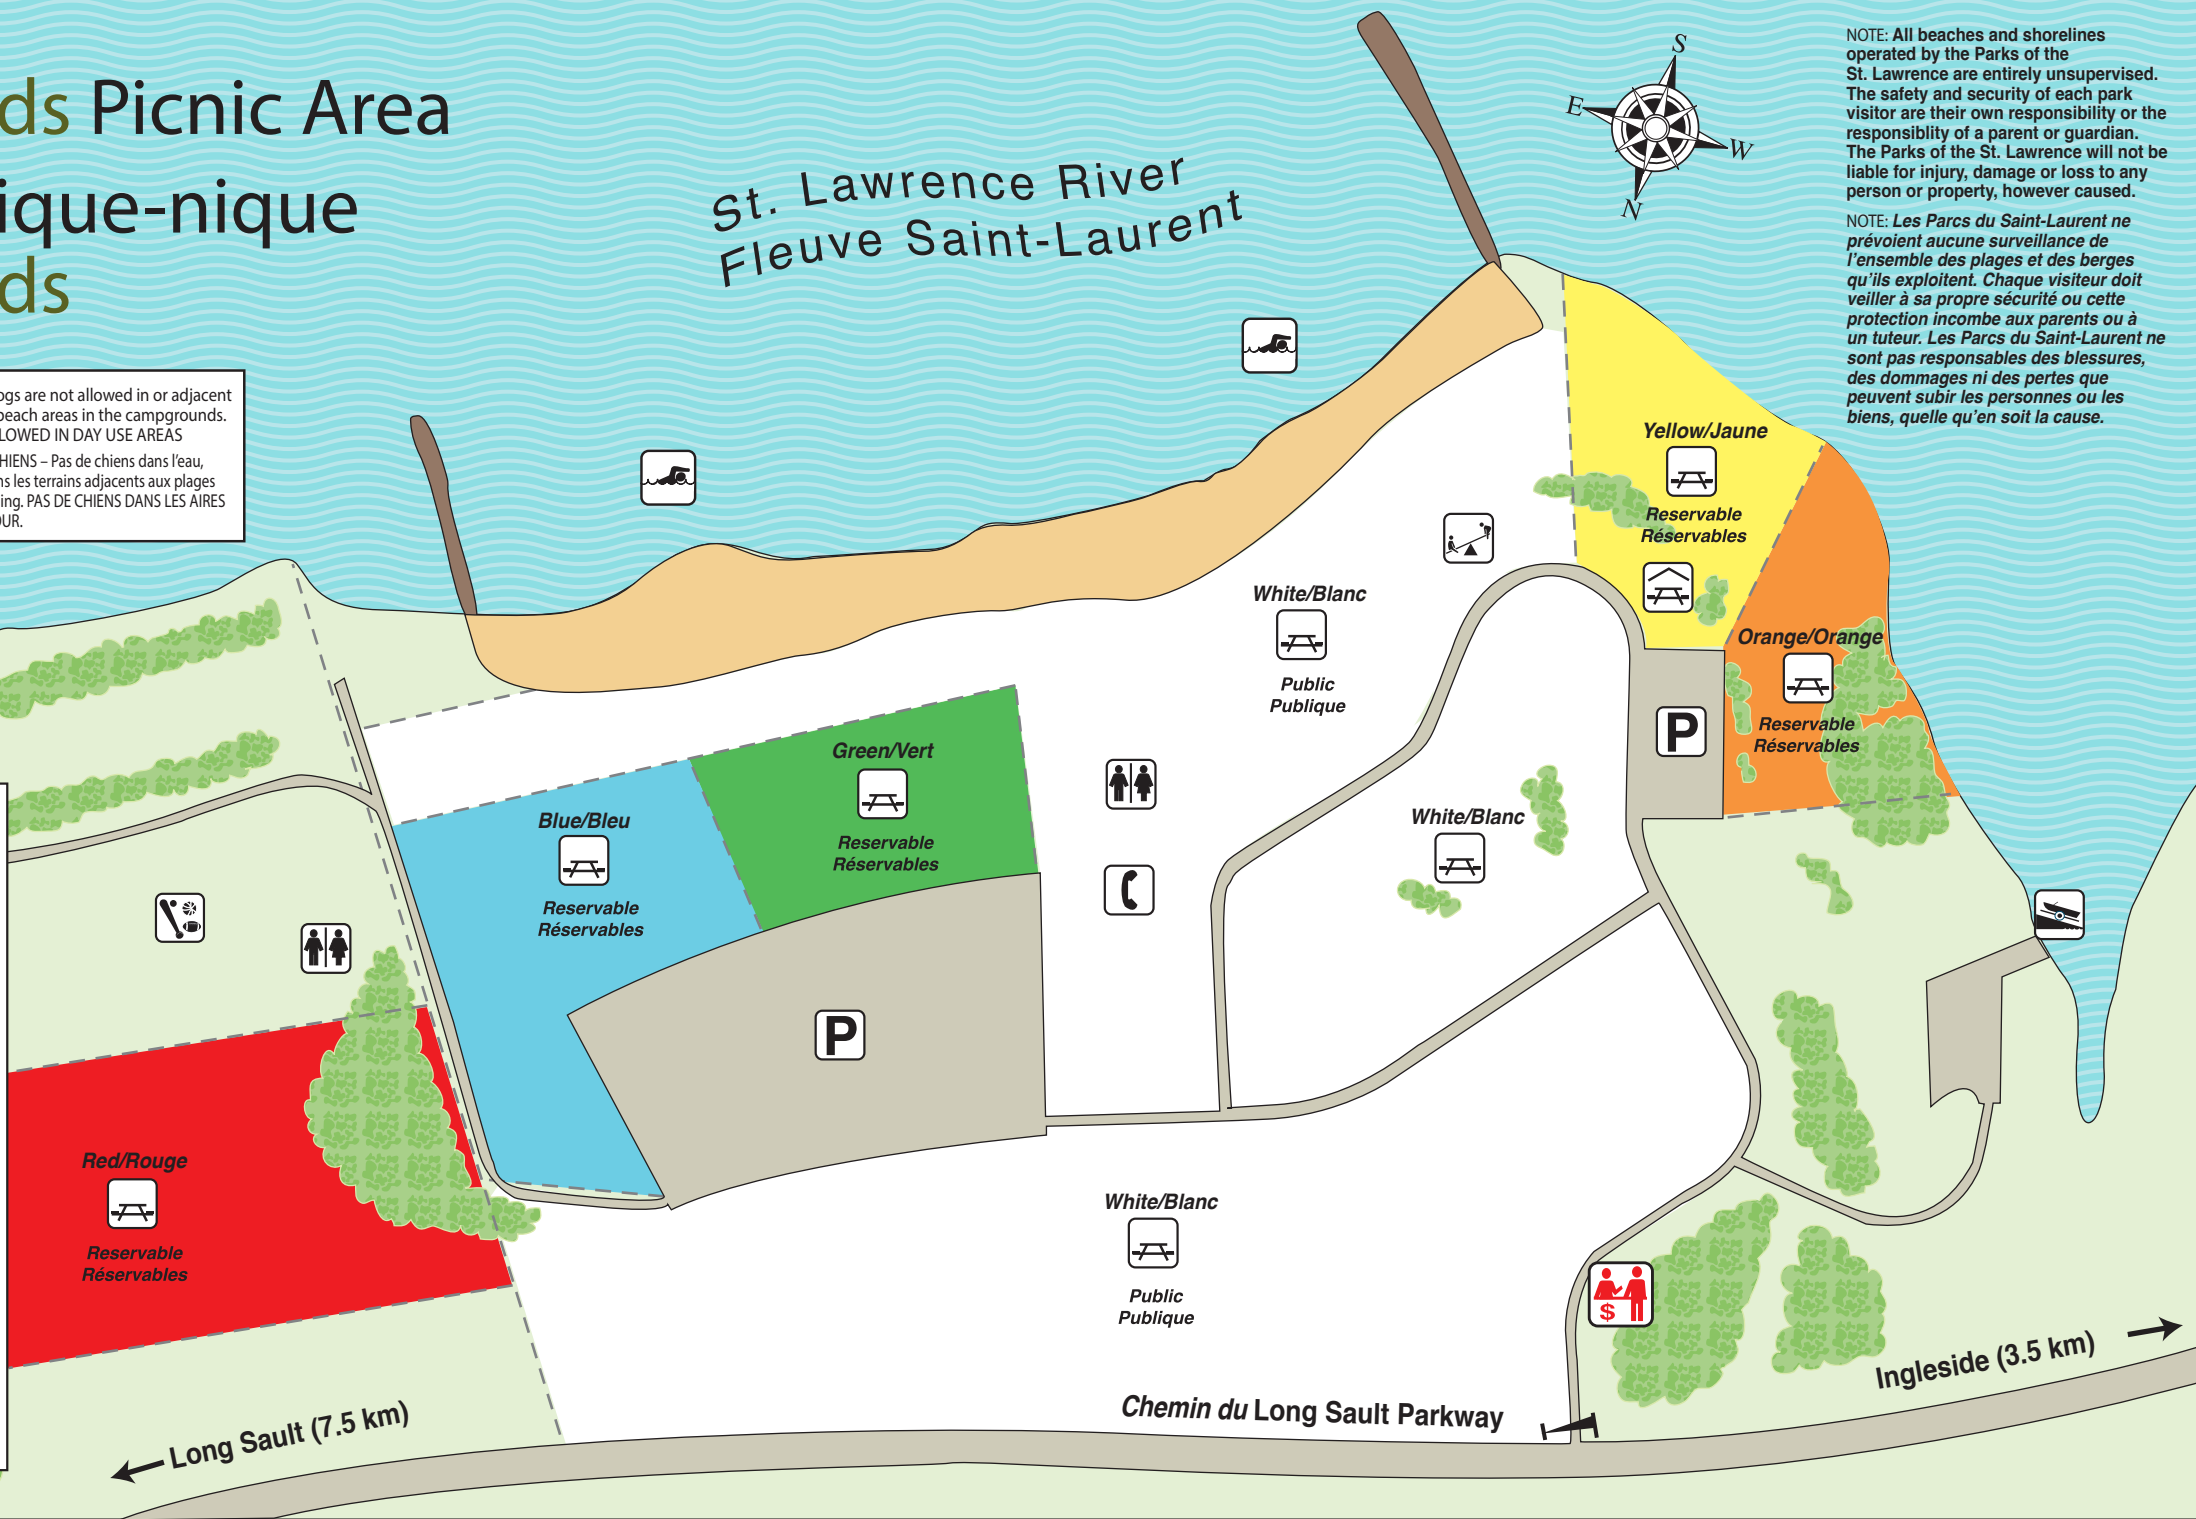 ds Picnic Area
ique-nique
ds
St. Lawrence River
Fleuve Saint-Laurent
S
E
W
N
NOTE: All beaches and shorelines
operated by the Parks of the
St. Lawrence are entirely unsupervised.
The safety and security of each park
visitor are their own responsibility or the
responsiblity of a parent or guardian.
The Parks of the St. Lawrence will not be
liable for injury, damage or loss to any
person or property, however caused.
NOTE: Les Parcs du Saint-Laurent ne
prévoient aucune surveillance de
l'ensemble des plages et des berges
qu'ils exploitent. Chaque visiteur doit
veiller à sa propre sécurité ou cette
protection incombe aux parents ou à
un tuteur. Les Parcs du Saint-Laurent ne
sont pas responsables des blessures,
des dommages ni des pertes que
peuvent subir les personnes ou les
biens, quelle qu'en soit la cause.
ogs are not allowed in or adjacent
beach areas in the campgrounds.
LOWED IN DAY USE AREAS
HIENS – Pas de chiens dans l'eau,
ns les terrains adjacents aux plages
ing. PAS DE CHIENS DANS LES AIRES
OUR.
Yellow/Jaune
Reservable
Réservables
White/Blanc
Public
Publique
Orange/Orange
Reservable
Réservables
P
Green/Vert
Reservable
Réservables
Blue/Bleu
Reservable
Réservables
White/Blanc
P
Red/Rouge
Reservable
Réservables
White/Blanc
Public
Publique
$
Ingleside (3.5 km)
Chemin du Long Sault Parkway
Long Sault (7.5 km)